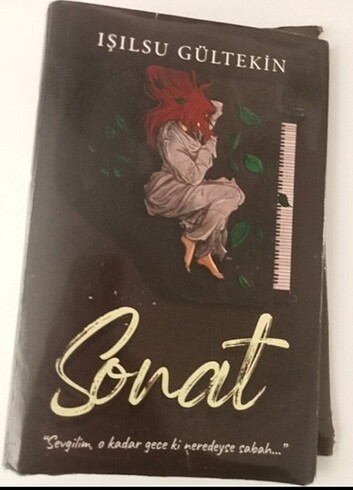 IŞILSU GÜLTEKİN
Sonat
"Sevgilim, o kadar gece ki neredeyse sabah..."